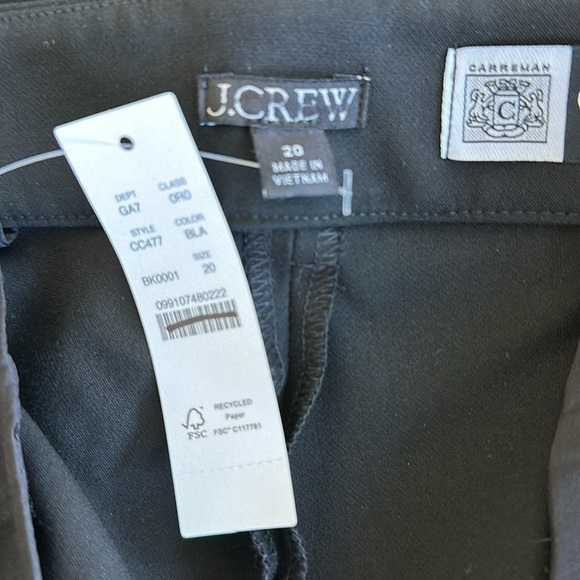 CARREMAN
C
J.CREW
20
MADE IN
VIETNAM
DEPT CLASS
GA7 0R0
STYLE COLOR
CC477 BLA
SIZE
BK0001 20
099107480222
RECYCLED
Paper
FSC® C117781
FSC